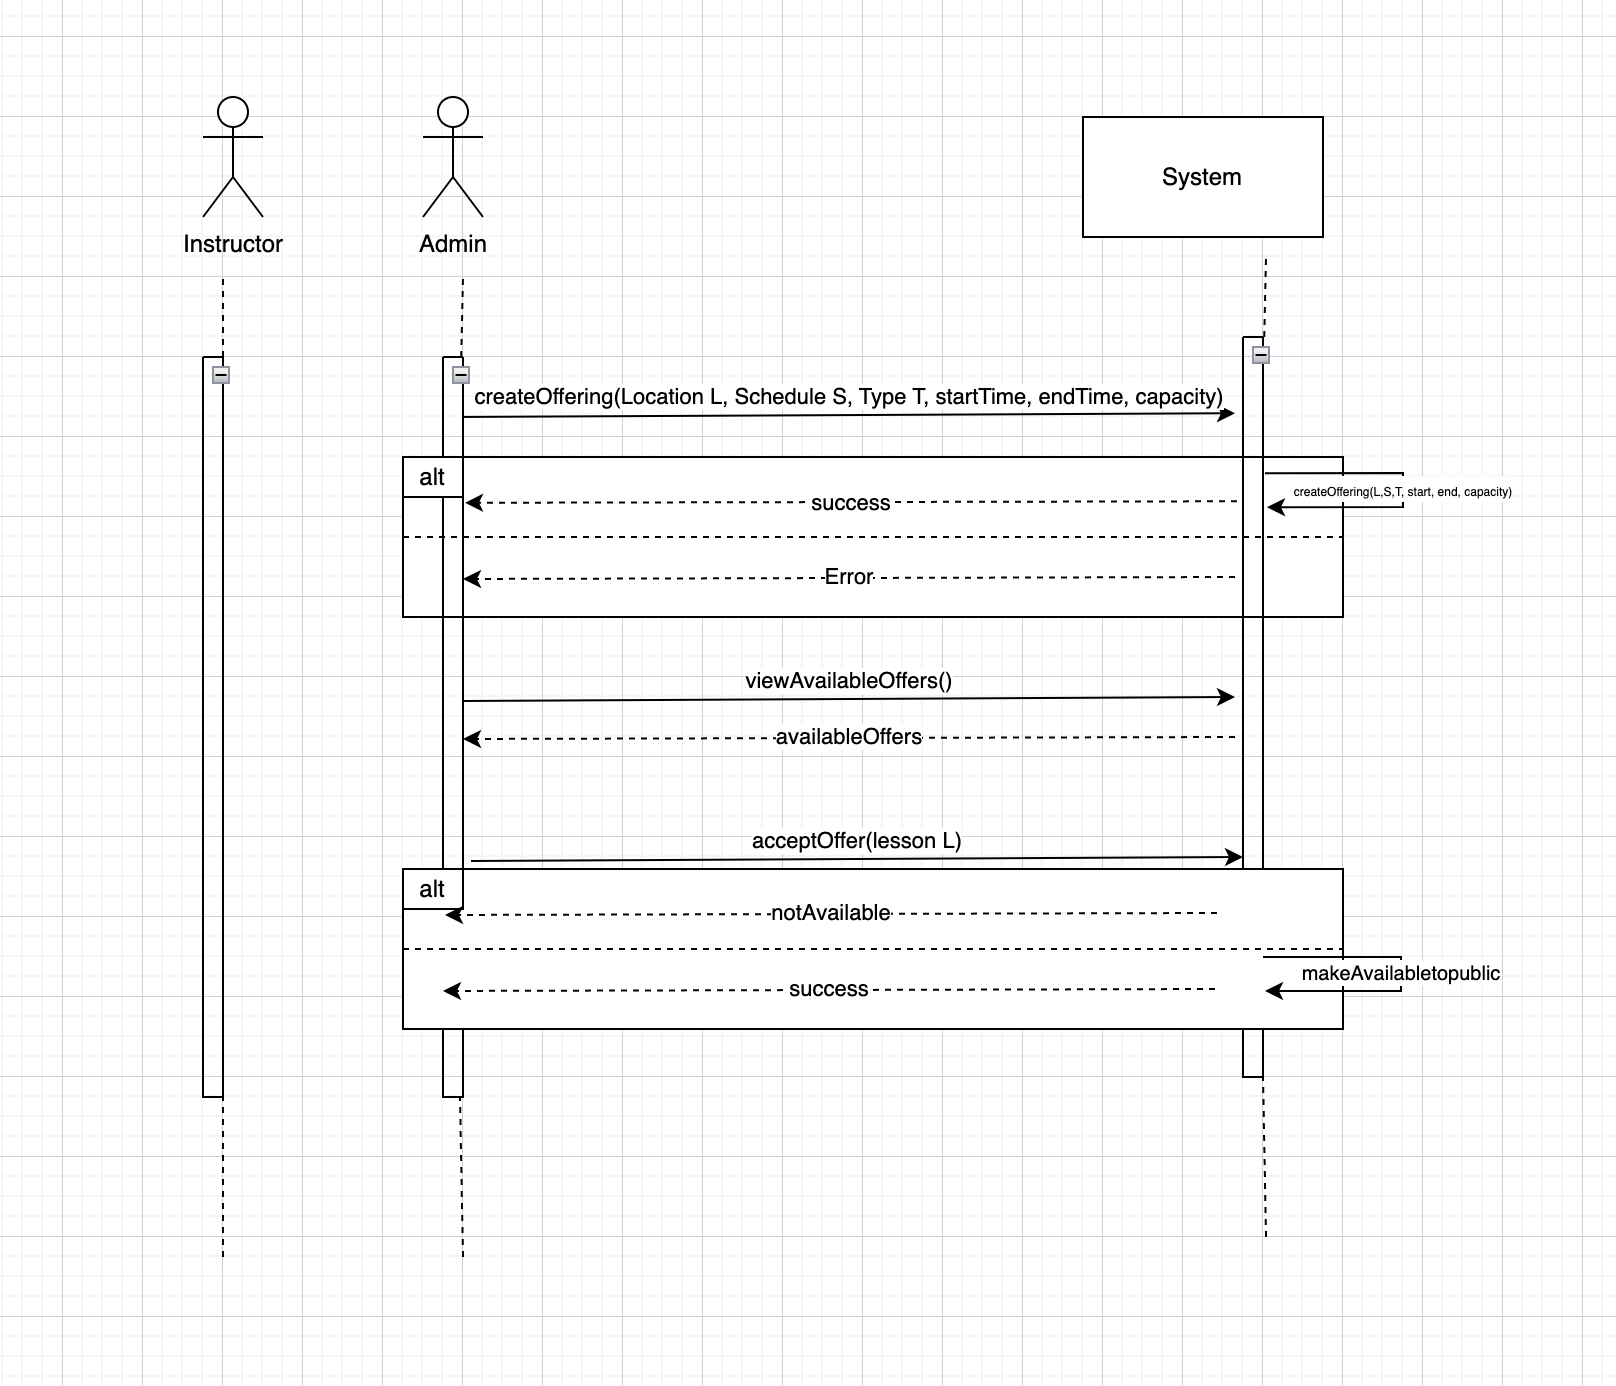 Instructor
Admin
System
createOffering(Location L, Schedule S, Type T, startTime, endTime, capacity)
alt
createOffering(L,S,T, start, end, capacity)
success
Error
viewAvailableOffers()
availableOffers
acceptOffer(lesson L)
alt
notAvailable
makeAvailabletopublic
success